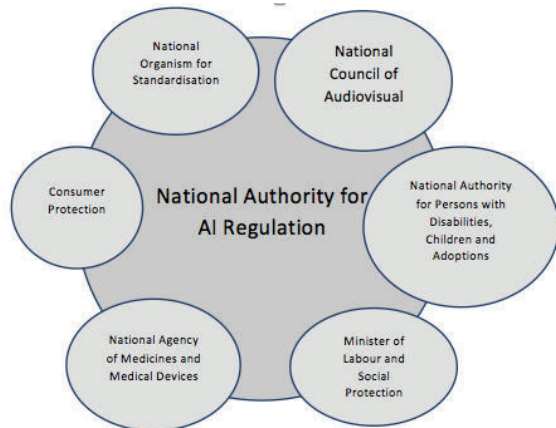 National
Organism for
Standardisation
National
Council of
Audiovisual
Consumer
Protection
National Authority for
AI Regulation
National Authority
for Persons with
Disabilities,
Children and
Adoptions
National Agency
of Medicines and
Medical Devices
Minister of
Labour and
Social
Protection